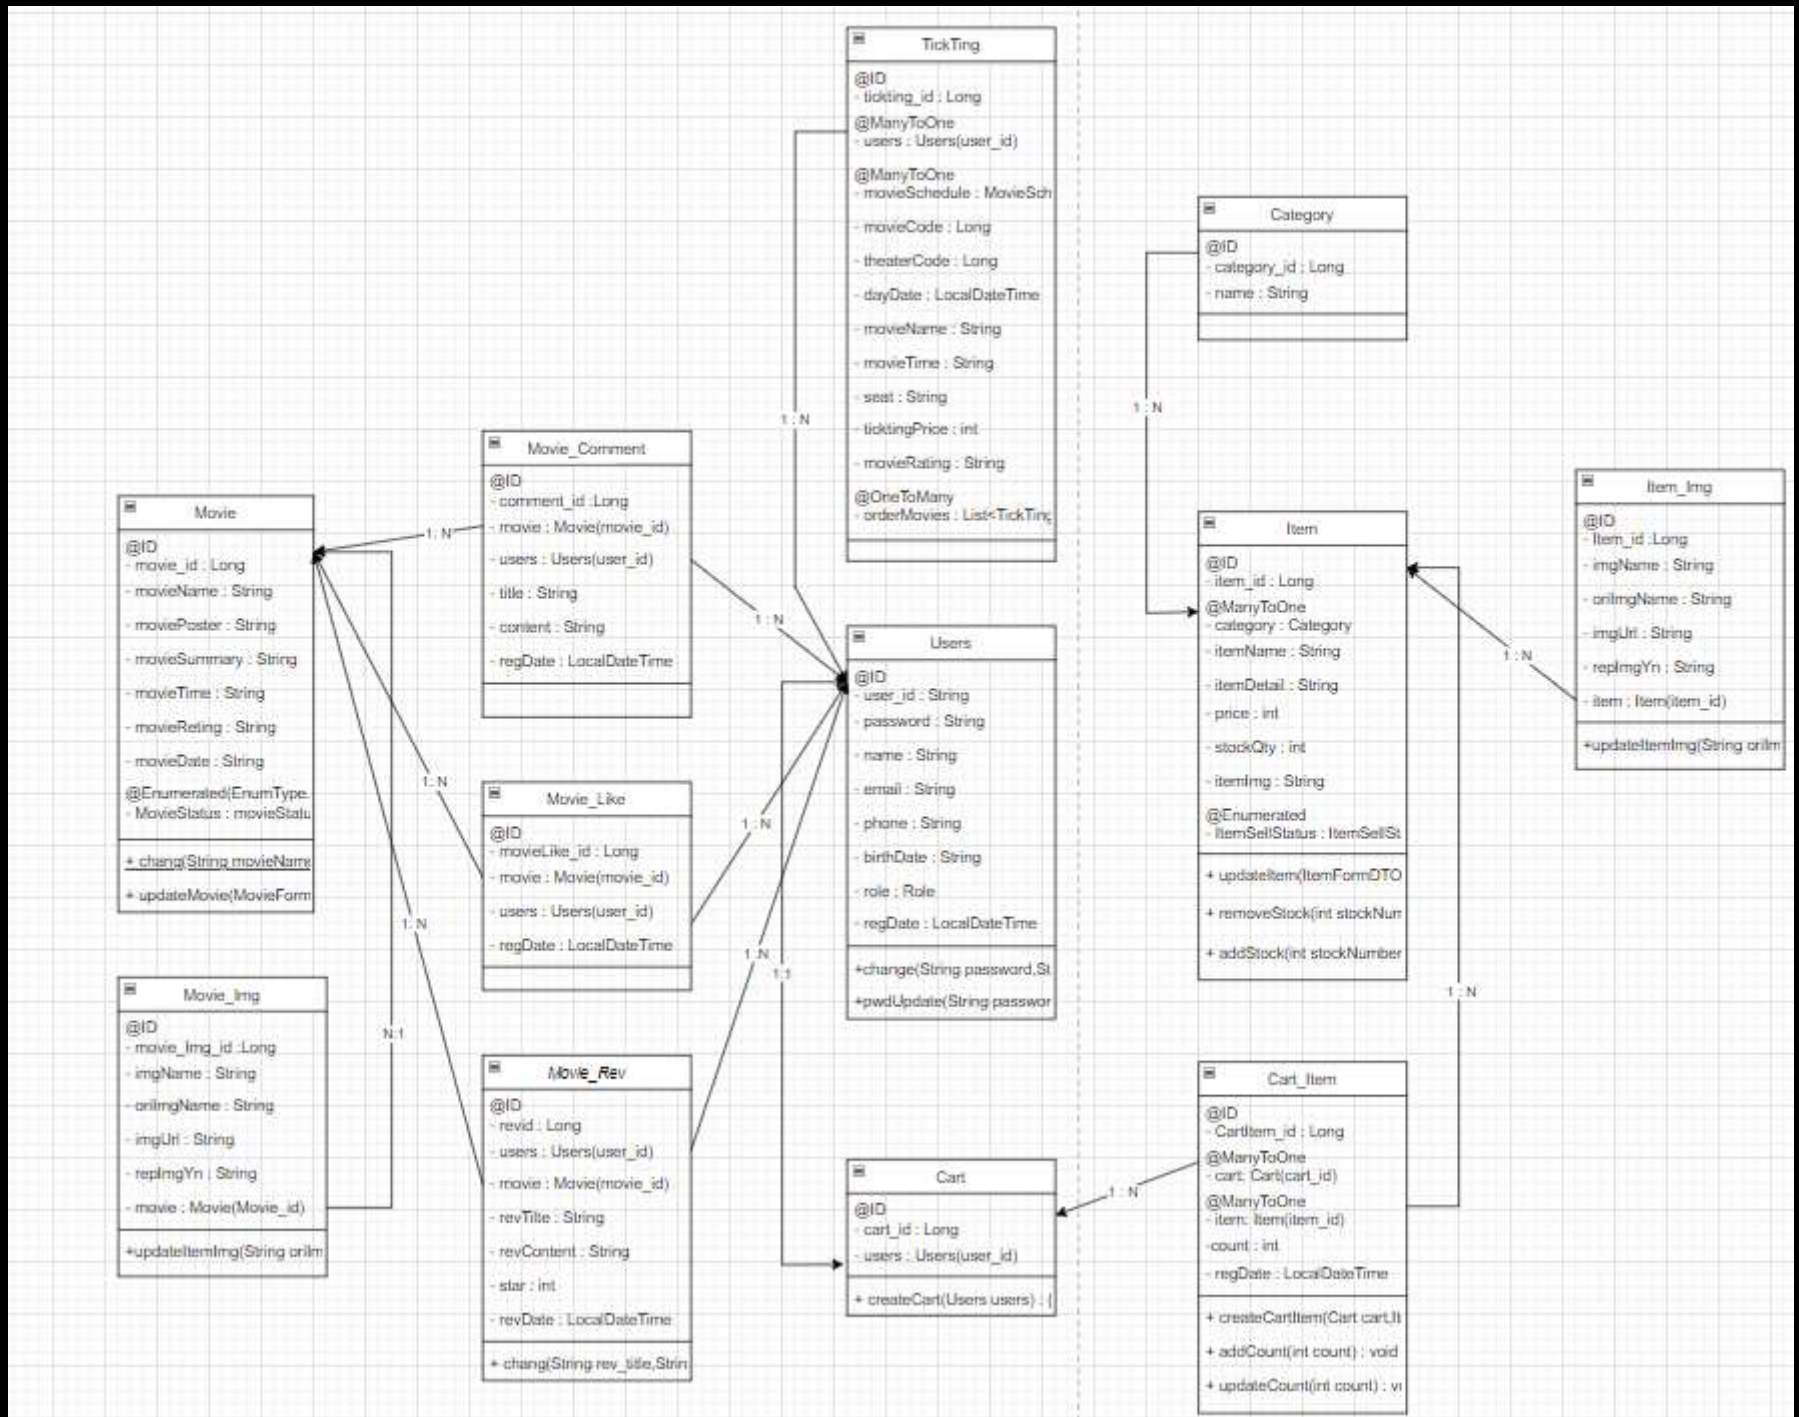 TickTing
@ID
- tickting_id : Long
@ManyToOne
- users : Users(user_id)
@ManyToOne
- movieSchedule : MovieSch
- movieCode : Long
- theaterCode : Long
- dayDate : LocalDateTime
- movieName : String
- movieTime : String
- seat : String
- ticktingPrice : int
- movieRating : String
@OneToMany
- orderMovies : List<TickTing
1 : N
Category
@ID
- category_id : Long
- name : String
1 : N
Movie_Comment
@ID
- comment_id :Long
- movie : Movie(movie_id)
- users : Users(user_id)
- title : String
- content : String
- regDate : LocalDateTime
1: N
1 : N
Movie
@ID
- movie_id : Long
- movieName : String
- moviePoster : String
- movieSummary : String
- movieTime : String
- movieReting : String
- movieDate : String
@Enumerated(EnumType.
- MovieStatus : movieStatu
+ chang(String movieName
+ updateMovie(MovieForm
Item_Img
@ID
- Item_id :Long
- imgName : String
- oriImgName : String
- imgUrl : String
- repImgYn : String
- item : Item(item_id)
+updateItemImg(String oriIm
1 : N
Item
@ID
- item_id : Long
@ManyToOne
- category : Category
- itemName : String
- itemDetail : String
- price : int
- stockQty : int
- itemImg : String
@Enumerated
- ItemSellStatus : ItemSellSt
+ updateItem(ItemFormDTO
+ removeStock(int stockNum
+ addStock(int stockNumber
1 : N
Users
@ID
- user_id : String
- password : String
- name : String
- email : String
- phone : String
- birthDate : String
- role : Role
- regDate : LocalDateTime
+change(String password,St
+pwdUpdate(String passwor
Movie_Like
@ID
- movieLike_id : Long
- movie : Movie(movie_id)
- users : Users(user_id)
- regDate : LocalDateTime
1: N
1 : N
1: N
1:N
1:1
N:1
Movie_Img
@ID
- movie_Img_id :Long
- imgName : String
- oriImgName : String
- imgUrl : String
- repImgYn : String
- movie : Movie(Movie_id)
+updateItemImg(String oriIm
Movie_Rev
@ID
- revid : Long
- users : Users(user_id)
- movie : Movie(movie_id)
- revTilte : String
- revContent : String
- star : int
- revDate : LocalDateTime
+ chang(String rev_title,Strin
Cart
@ID
- cart_id : Long
- users : Users(user_id)
+ createCart(Users users) : (
1 : N
Cart_Item
@ID
- CartItem_id : Long
@ManyToOne
- cart: Cart(cart_id)
@ManyToOne
- item: Item(item_id)
-count : int
- regDate : LocalDateTime
+ createCartItem(Cart cart,It
+ addCount(int count) : void
+ updateCount(int count) : v